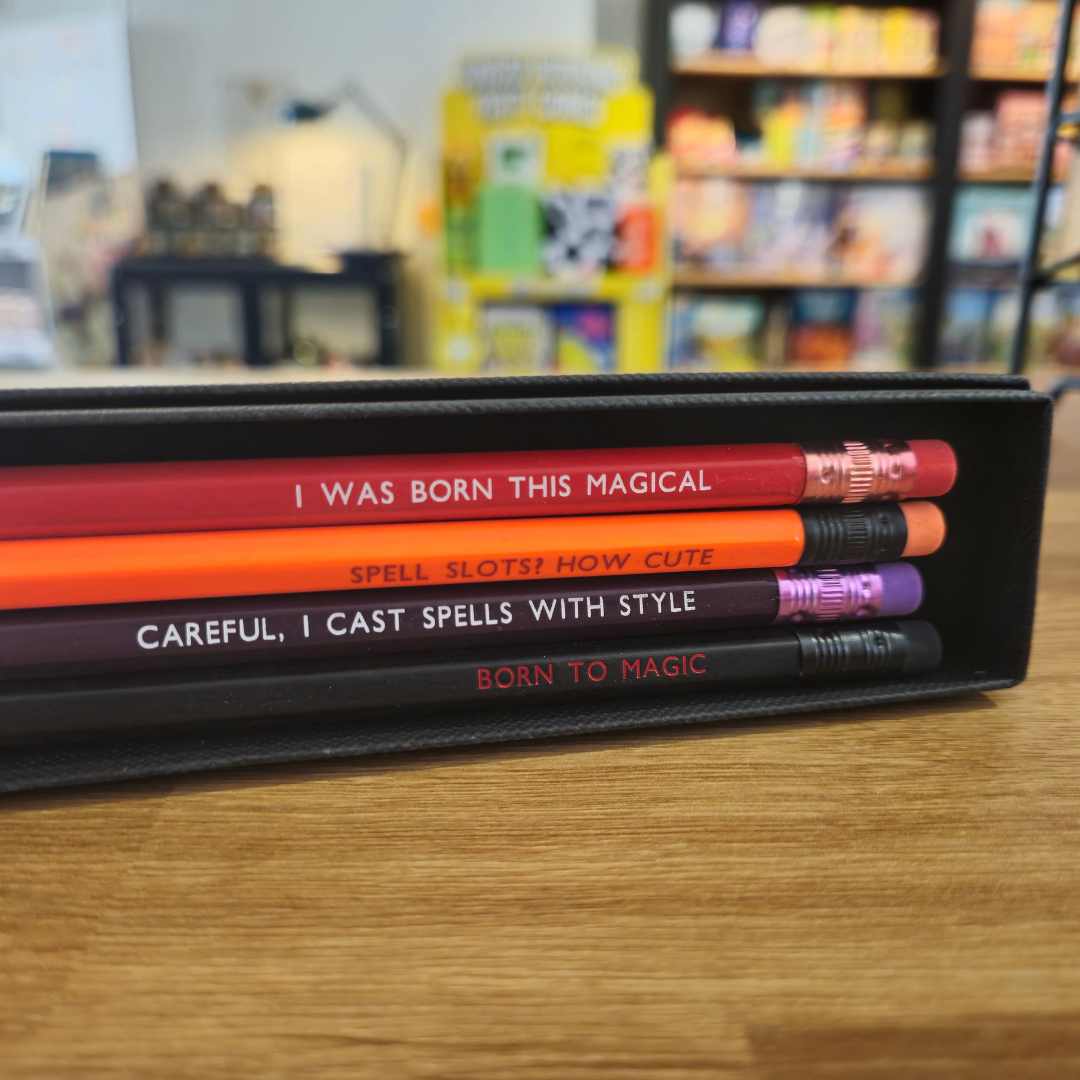 I WAS BORN THIS MAGICAL
SPELL SLOTS? HOW CUTE
CAREFUL, I CAST SPELLS WITH STYLE
BORN TO MAGIC